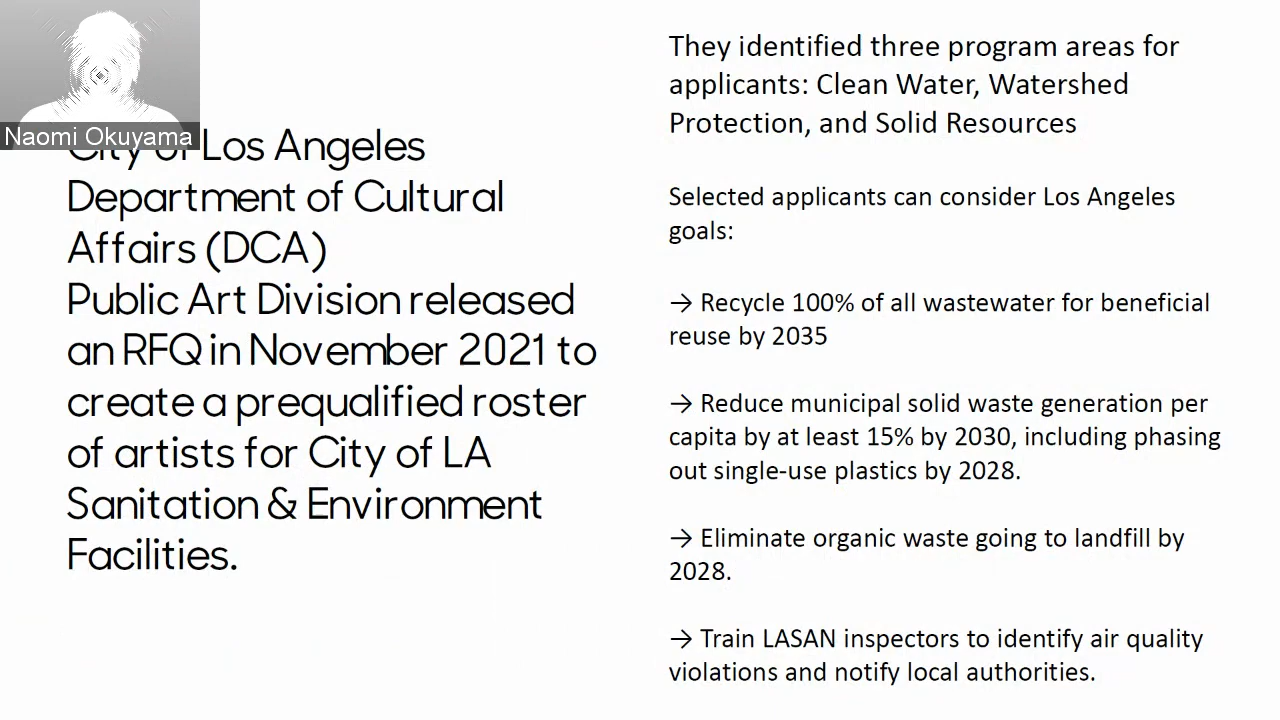 Naomi Okuyama
City of Los Angeles
Department of Cultural
Affairs (DCA)
Public Art Division released
an RFQ in November 2021 to
create a prequalified roster
of artists for City of LA
Sanitation & Environment
Facilities.
They identified three program areas for
applicants: Clean Water, Watershed
Protection, and Solid Resources
Selected applicants can consider Los Angeles
goals:
→ Recycle 100% of all wastewater for beneficial
reuse by 2035
→ Reduce municipal solid waste generation per
capita by at least 15% by 2030, including phasing
out single-use plastics by 2028.
→ Eliminate organic waste going to landfill by
2028.
→ Train LASAN inspectors to identify air quality
violations and notify local authorities.